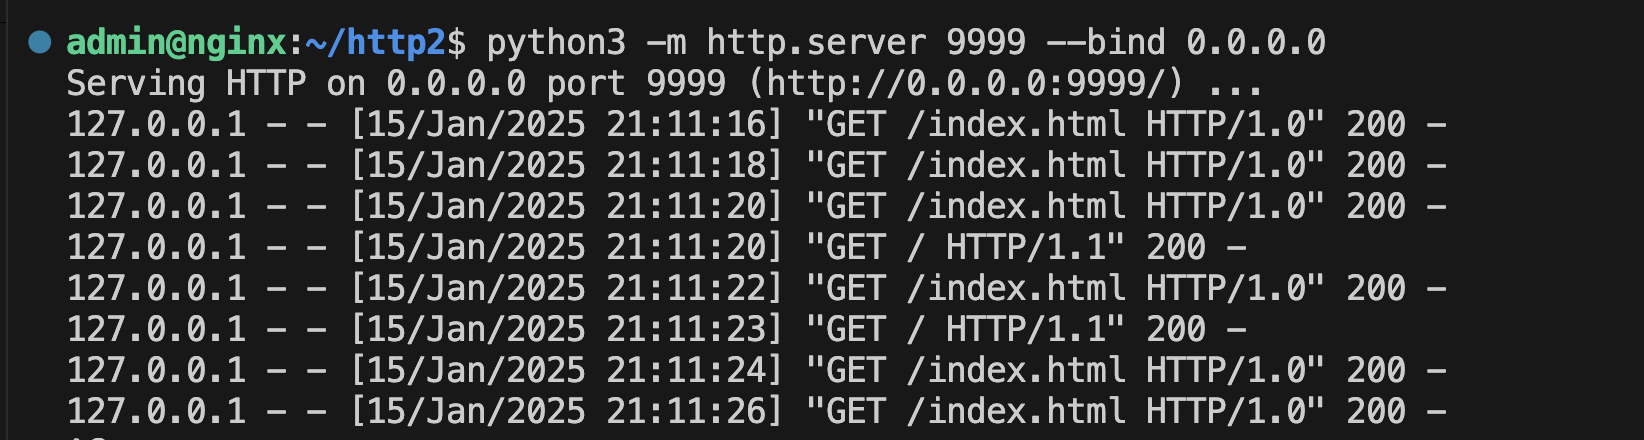 admin@nginx:~/http2$ python3 -m http.server 9999 --bind 0.0.0.0
Serving HTTP on 0.0.0.0 port 9999 (http://0.0.0.0:9999/) ...
127.0.0.1 - - [15/Jan/2025 21:11:16] "GET /index.html HTTP/1.0" 200 -
127.0.0.1 - - [15/Jan/2025 21:11:18] "GET /index.html HTTP/1.0" 200 -
127.0.0.1 - - [15/Jan/2025 21:11:20] "GET /index.html HTTP/1.0" 200 -
127.0.0.1 - - [15/Jan/2025 21:11:20] "GET / HTTP/1.1" 200 -
127.0.0.1 - - [15/Jan/2025 21:11:22] "GET /index.html HTTP/1.0" 200 -
127.0.0.1 - - [15/Jan/2025 21:11:23] "GET / HTTP/1.1" 200 -
127.0.0.1 - - [15/Jan/2025 21:11:24] "GET /index.html HTTP/1.0" 200 -
127.0.0.1 - - [15/Jan/2025 21:11:26] "GET /index.html HTTP/1.0" 200 -